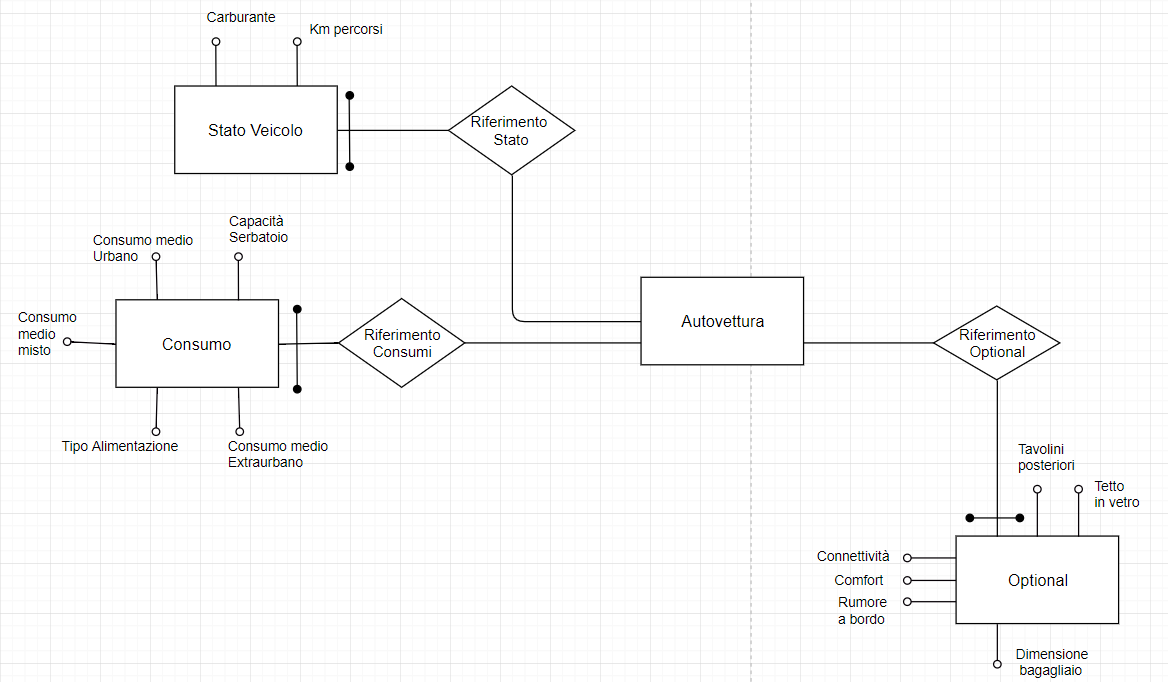 Carburante
Km percorsi
Stato Veicolo
Riferimento
Stato
Capacità
Serbatoio
Consumo medio
Urbano
Consumo
medio
misto
Consumo
Riferimento
Consumi
Tipo Alimentazione
Consumo medio
Extraurbano
Autovettura
Riferimento
Optional
Tavolini
posteriori
Tetto
in vetro
Connettività
Comfort
Rumore
a bordo
Optional
Dimensione
bagagliaio